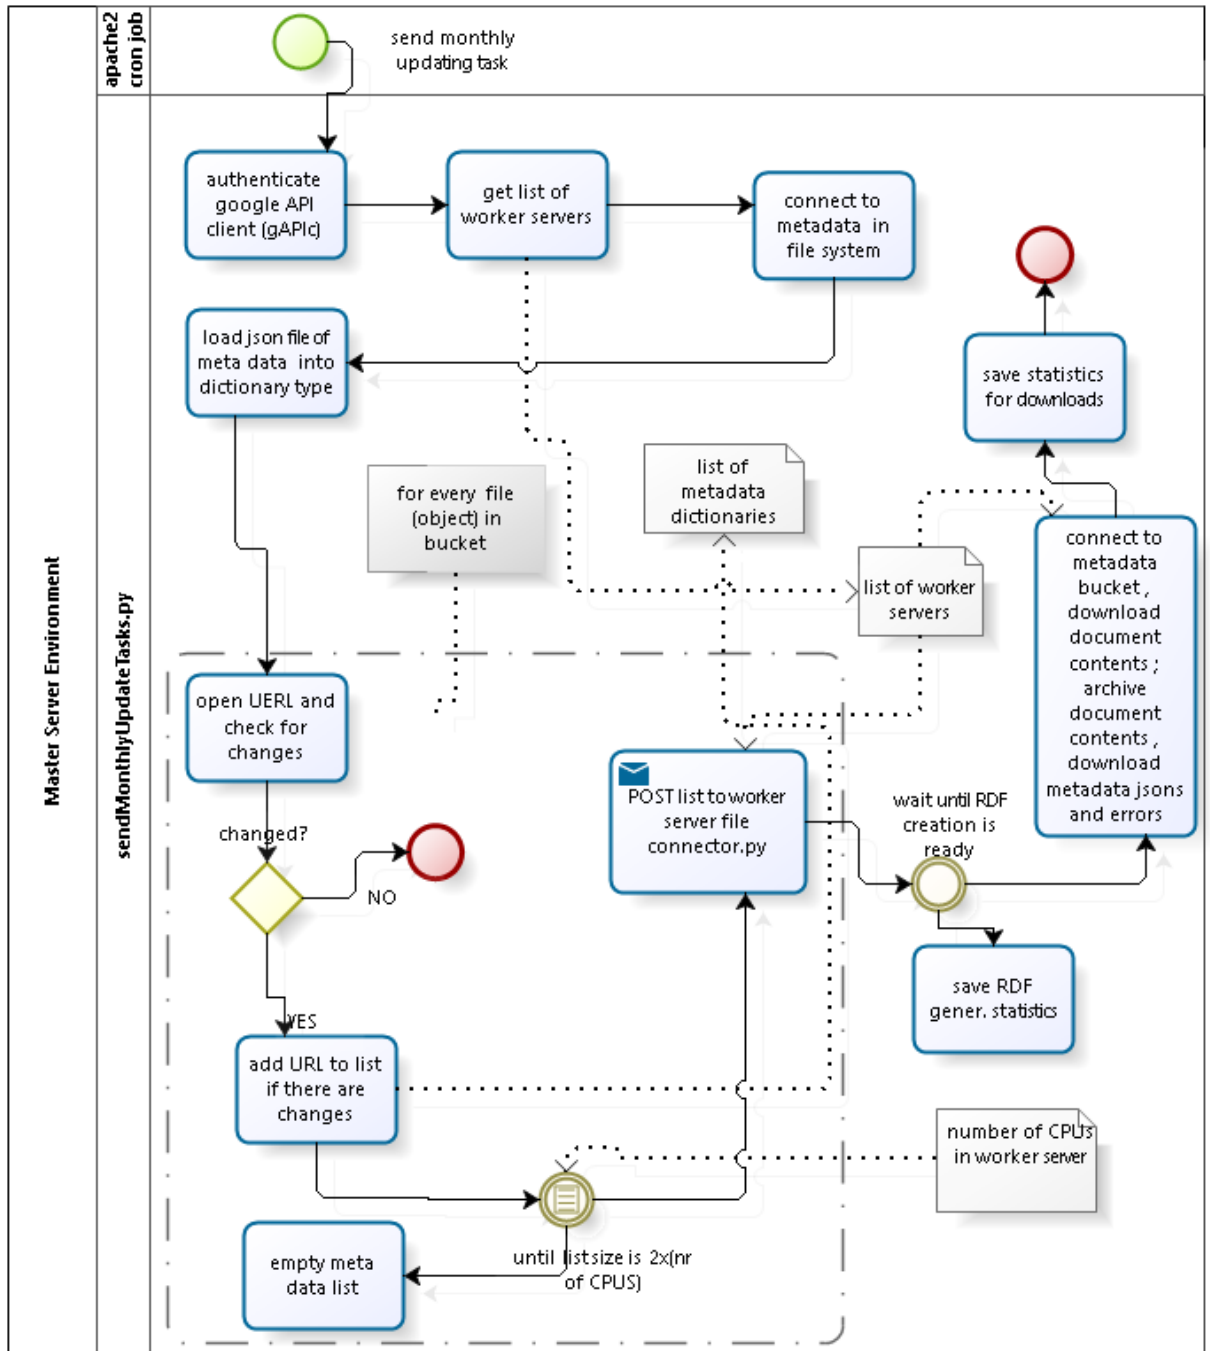 apache2
cron job
send monthly
updating task
Master Server Environment
sendMonthlyUpdateTasks.py
authenticate
google API
client (gAPIc)
get list of
worker servers
connect to
metadata in
file system
load json file of
meta data into
dictionary type
save statistics
for downloads
for every file
(object) in
bucket
list of
metadata
dictionaries
list of worker
servers
connect to
metadata
bucket ,
download
document
contents ;
archive
document
contents ,
download
metadata jsons
and errors
open UERL and
check for
changes
changed?
NO
YES
POST list to worker
server file
connector.py
wait until RDF
creation is
ready
save RDF
gener. statistics
add URL to list
if there are
changes
number of CPUs
in worker server
until listsize is 2x(nr
of CPUS)
empty meta
data list